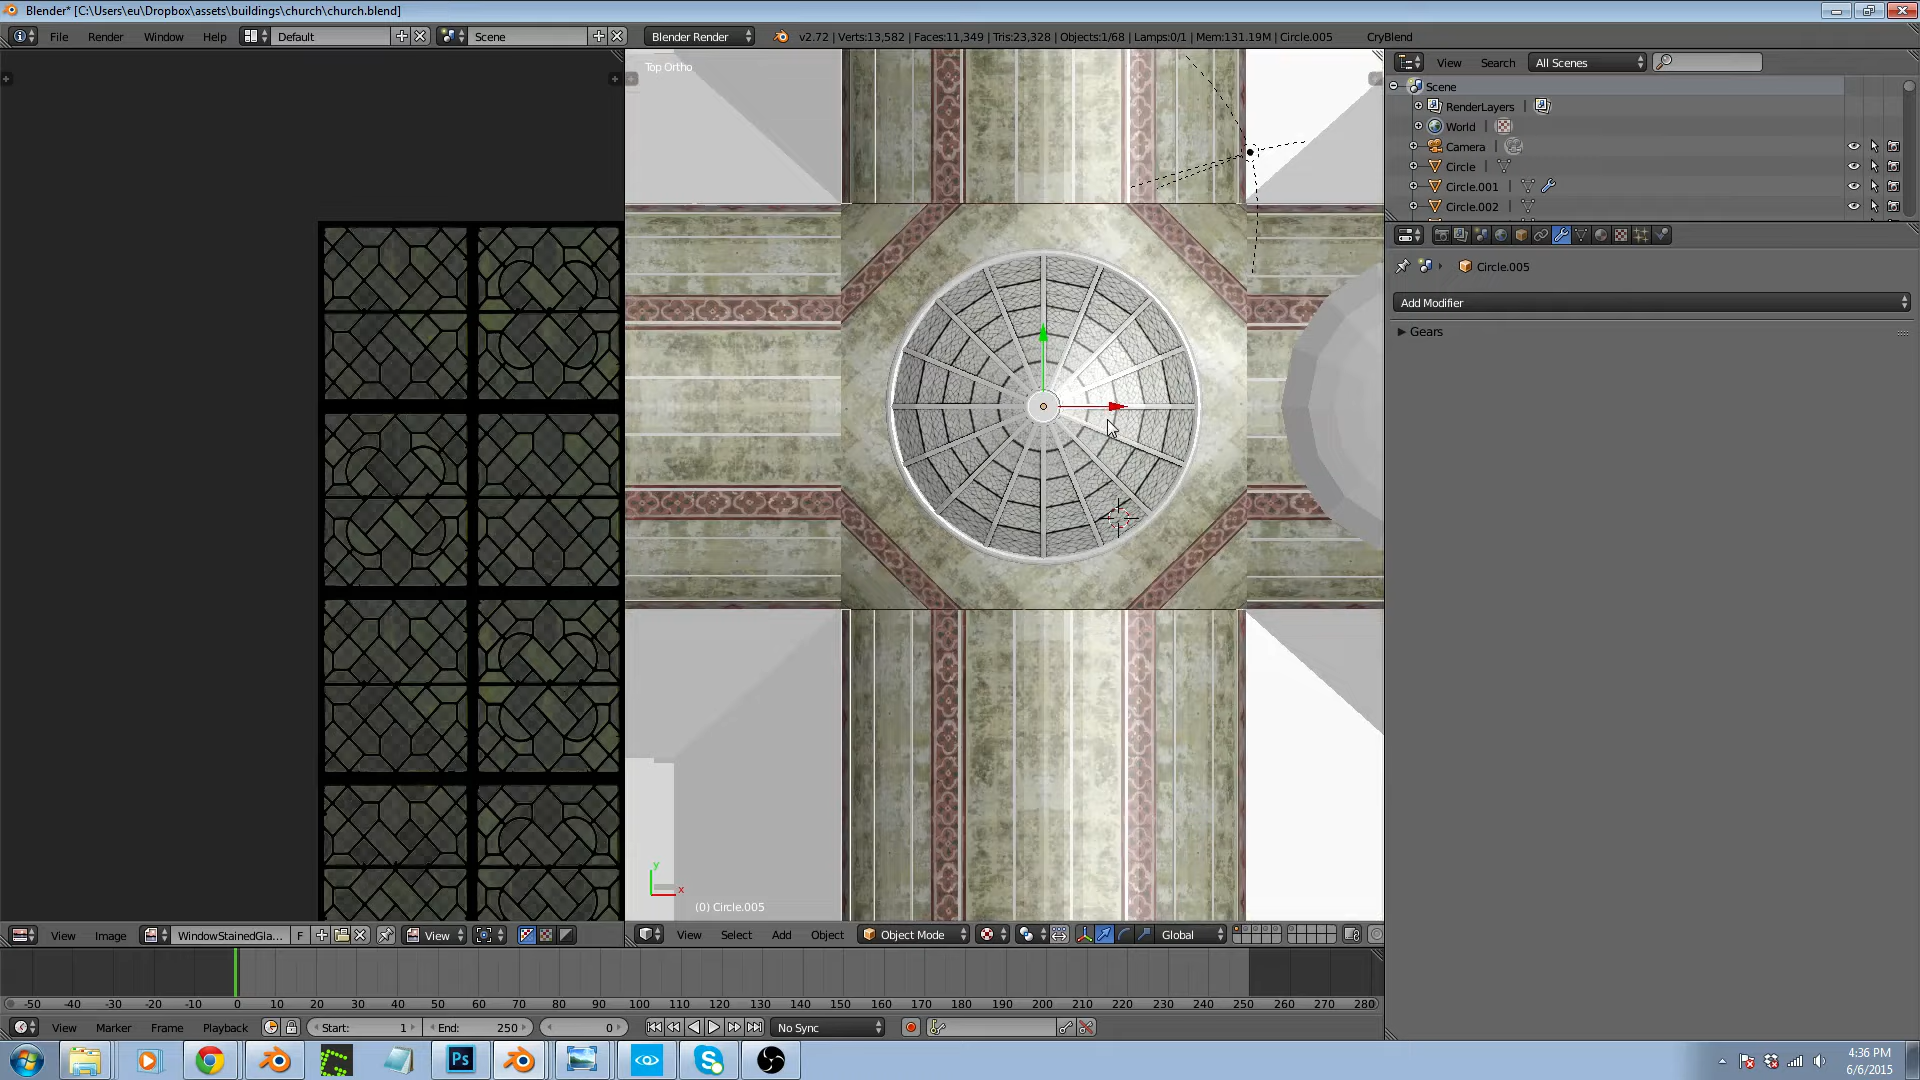 Blender* [C:\Users\eu\Dropbox\assets\buildings\church\church.blend]
File Render Window Help Default Scene Blender Render v2.72 | Verts:13,582 | Faces:11,349 | Tris:23,328 | Objects:1/68 | Lamps:0/1 | Mem:131.19M | Circle.005 CryBlend
Top Ortho
View Search All Scenes
Scene
RenderLayers |
World |
Camera |
Circle |
Circle.001 |
Circle.002 |
Circle.005
Add Modifier
Gears
y
x
(0) Circle.005
View Image WindowStainedGla... F View
View Select Add Object Object Mode Global
-50 -40 -30 -20 -10 0 10 20 30 40 50 60 70 80 90 100 110 120 130 140 150 160 170 180 190 200 210 220 230 240 250 260 270 280
View Marker Frame Playback Start: 1 End: 250 0 No Sync
Ps
4:36 PM
6/6/2015